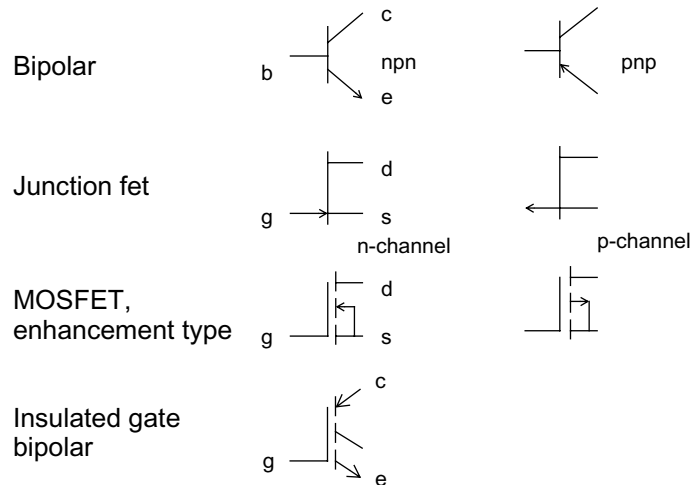 c
Bipolar
b
npn
pnp
e
d
Junction fet
g
s
n-channel
p-channel
MOSFET,
d
enhancement type
g
s
c
Insulated gate
bipolar
g
e